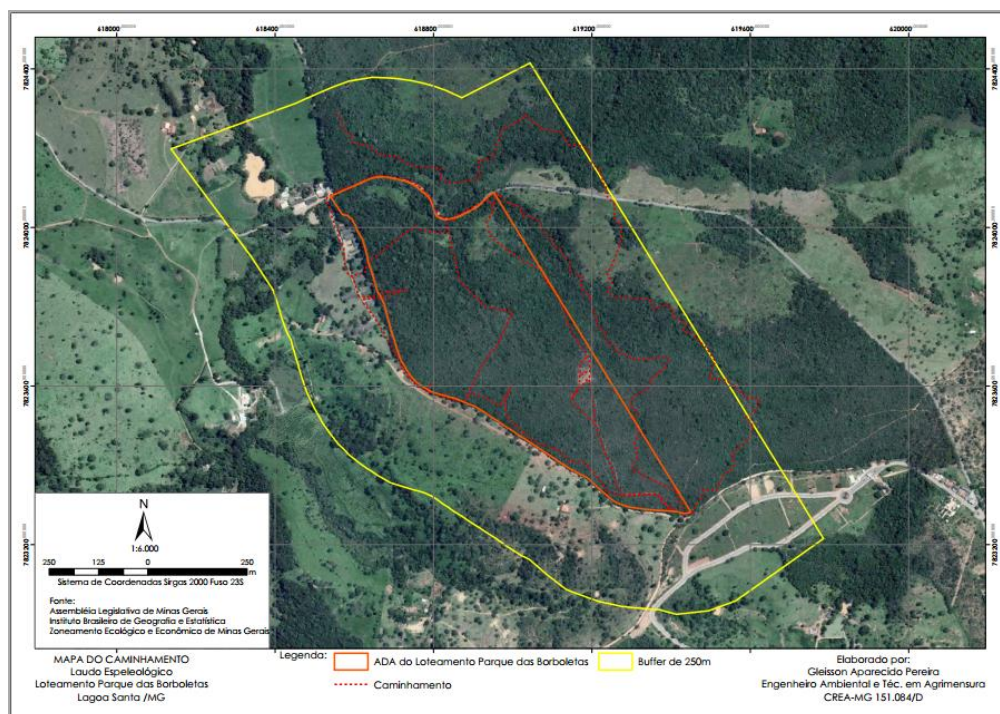 618000
618400
618800
619200
619600
620000
7824400
7824400
7824000
7824000
7823600
7823600
7823200
7823200
N
1:6.000
250 125 0 250
m
Sistema de Coordenadas Sirgas 2000 Fuso 23S
Fonte:
Assembléia Legislativa de Minas Gerais
Instituto Brasileiro de Geografia e Estatística
Zoneamento Ecológico e Econômico de Minas Gerais
MAPA DO CAMINHAMENTO
Laudo Espeleológico
Loteamento Parque das Borboletas
Lagoa Santa /MG
Legenda:
ADA do Loteamento Parque das Borboletas
Buffer de 250m
Caminhamento
Elaborado por:
Gleisson Aparecido Pereira
Engenheiro Ambiental e Téc. em Agrimensura
CREA-MG 151.084/D